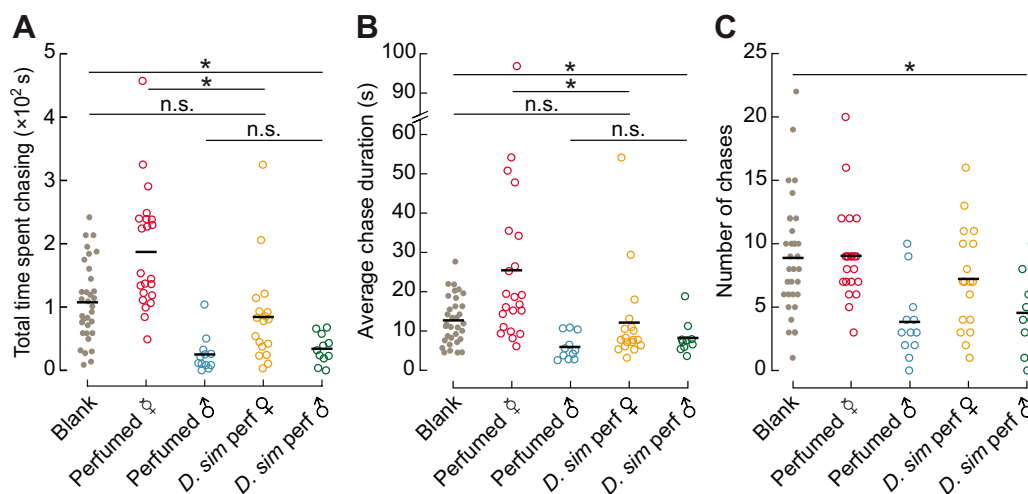 A
Total time spent chasing (×10² s)
5
4
3
2
1
0
*
*
n.s.
n.s.
Blank
Perfumed ♀
Perfumed ♂
D. sim perf ♀
D. sim perf ♂
B
Average chase duration (s)
100
90
60
50
40
30
20
10
0
*
*
n.s.
n.s.
Blank
Perfumed ♀
Perfumed ♂
D. sim perf ♀
D. sim perf ♂
C
Number of chases
25
20
15
10
5
0
*
Blank
Perfumed ♀
Perfumed ♂
D. sim perf ♀
D. sim perf ♂